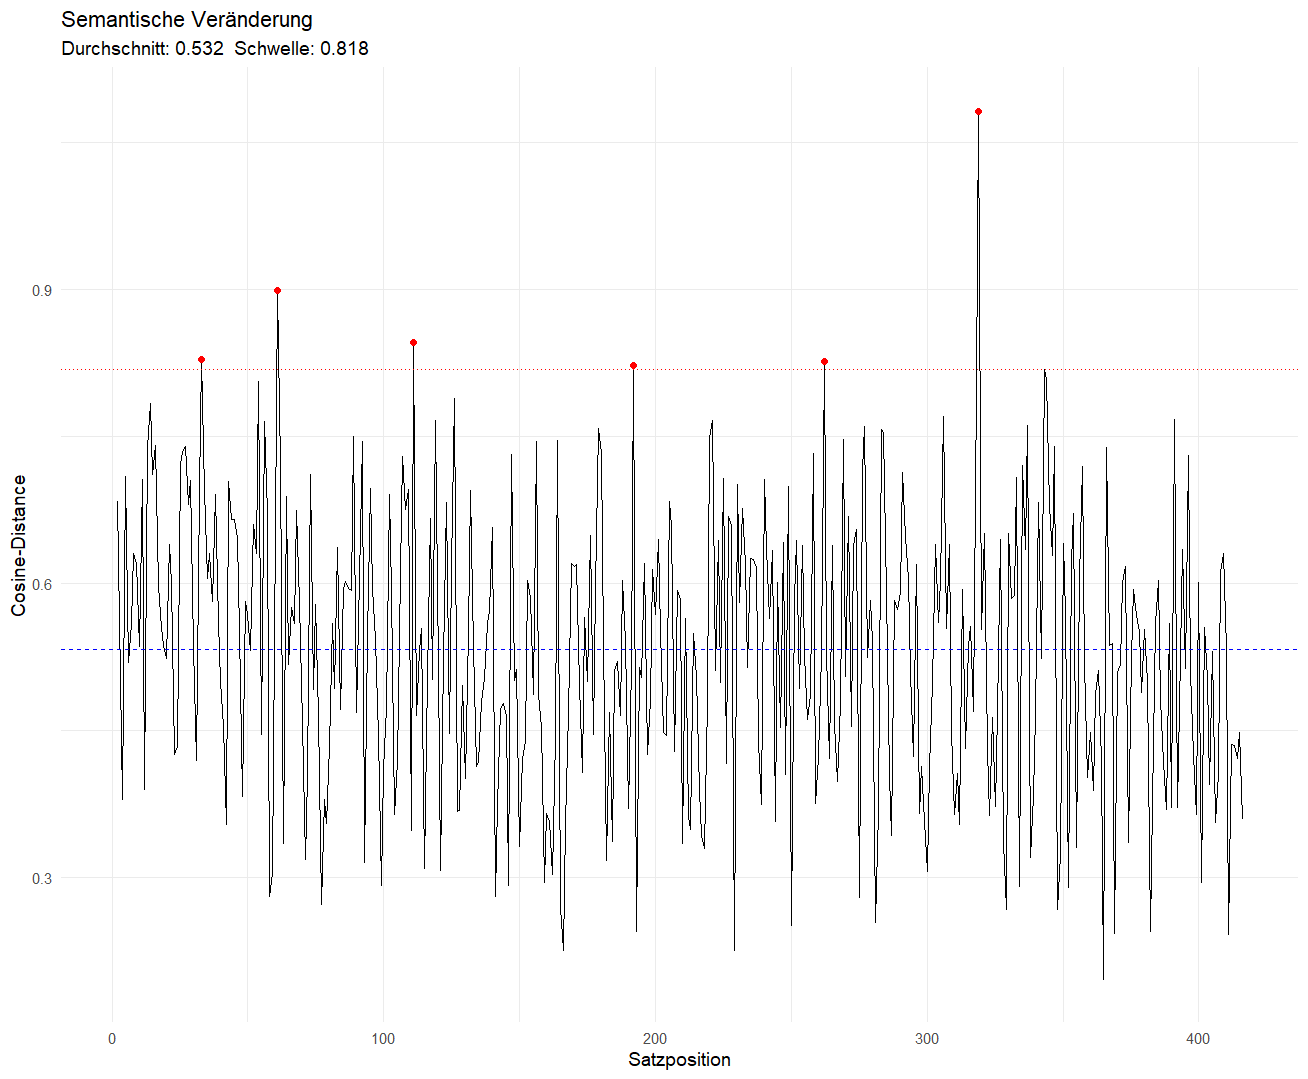 Semantische Veränderung
Durchschnitt: 0.532  Schwelle: 0.818
Cosine-Distance
0.9
0.6
0.3
0
100
200
300
400
Satzposition